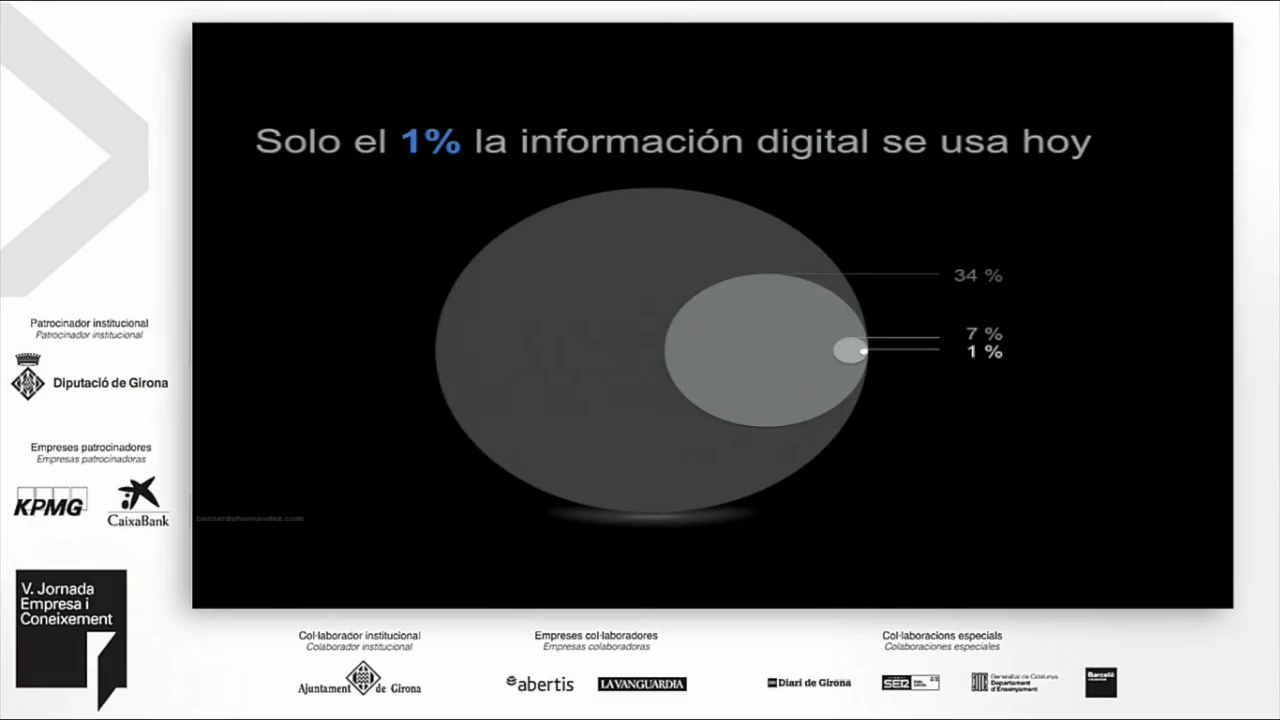 Solo el 1% la información digital se usa hoy
34 %
7 %
1 %
bernardohernandez.com
Patrocinador institucional
Patrocinador institucional
Diputació de Girona
Empreses patrocinadores
Empresas patrocinadoras
KPMG
CaixaBank
V. Jornada
Empresa i
Coneixement
Col·laborador institucional
Colaborador institucional
Ajuntament de Girona
Empreses col·laboradores
Empresas colaboradoras
abertis
LA VANGUARDIA
Col·laboracions especials
Colaboraciones especiales
Diari de Girona
SER
Generalitat de Catalunya
Departament
d'Ensenyament
Barceló